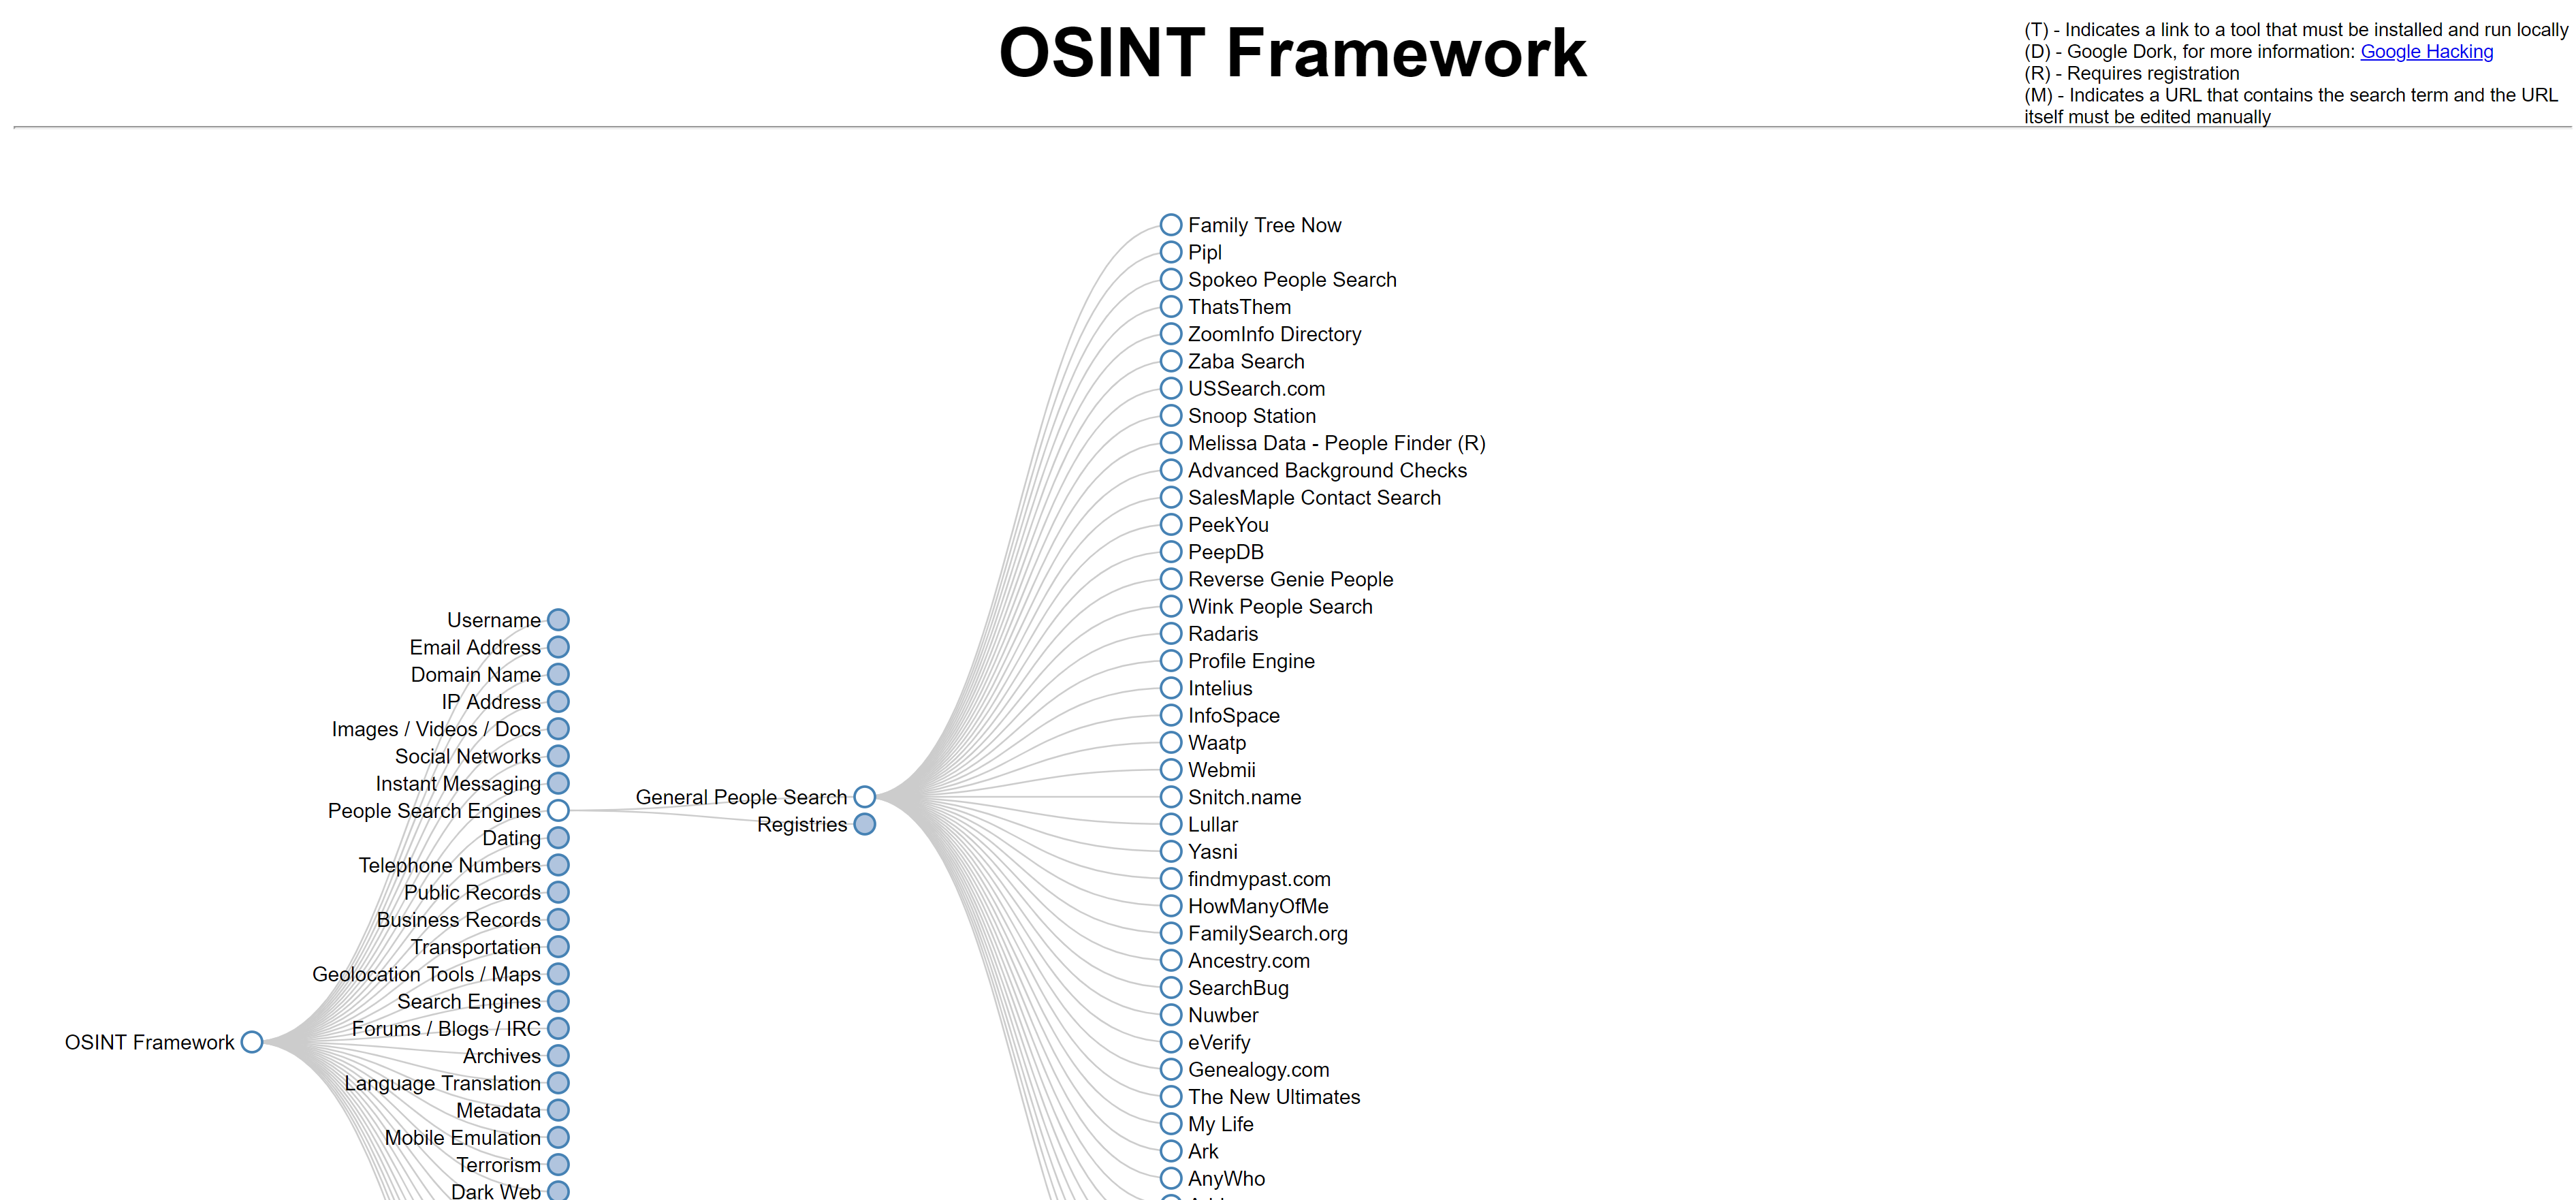 OSINT Framework
(T) - Indicates a link to a tool that must be installed and run locally
(D) - Google Dork, for more information: Google Hacking
(R) - Requires registration
(M) - Indicates a URL that contains the search term and the URL
itself must be edited manually
OSINT Framework
Username
Email Address
Domain Name
IP Address
Images / Videos / Docs
Social Networks
Instant Messaging
People Search Engines
Dating
Telephone Numbers
Public Records
Business Records
Transportation
Geolocation Tools / Maps
Search Engines
Forums / Blogs / IRC
Archives
Language Translation
Metadata
Mobile Emulation
Terrorism
Dark Web
General People Search
Registries
Family Tree Now
Pipl
Spokeo People Search
ThatsThem
ZoomInfo Directory
Zaba Search
USSearch.com
Snoop Station
Melissa Data - People Finder (R)
Advanced Background Checks
SalesMaple Contact Search
PeekYou
PeepDB
Reverse Genie People
Wink People Search
Radaris
Profile Engine
Intelius
InfoSpace
Waatp
Webmii
Snitch.name
Lullar
Yasni
findmypast.com
HowManyOfMe
FamilySearch.org
Ancestry.com
SearchBug
Nuwber
eVerify
Genealogy.com
The New Ultimates
My Life
Ark
AnyWho